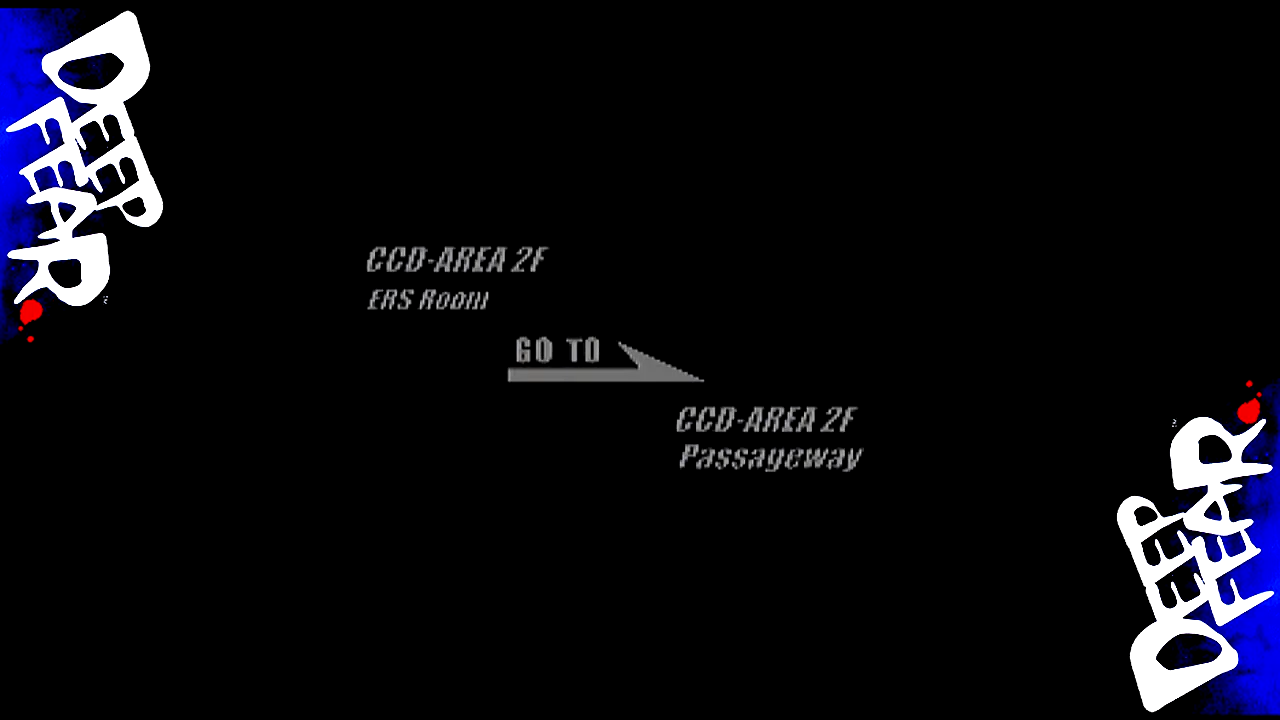 DEEP
FEAR
CCD-AREA 2F
ERS Room
GO TO
CCD-AREA 2F
Passageway
DEEP
FEAR